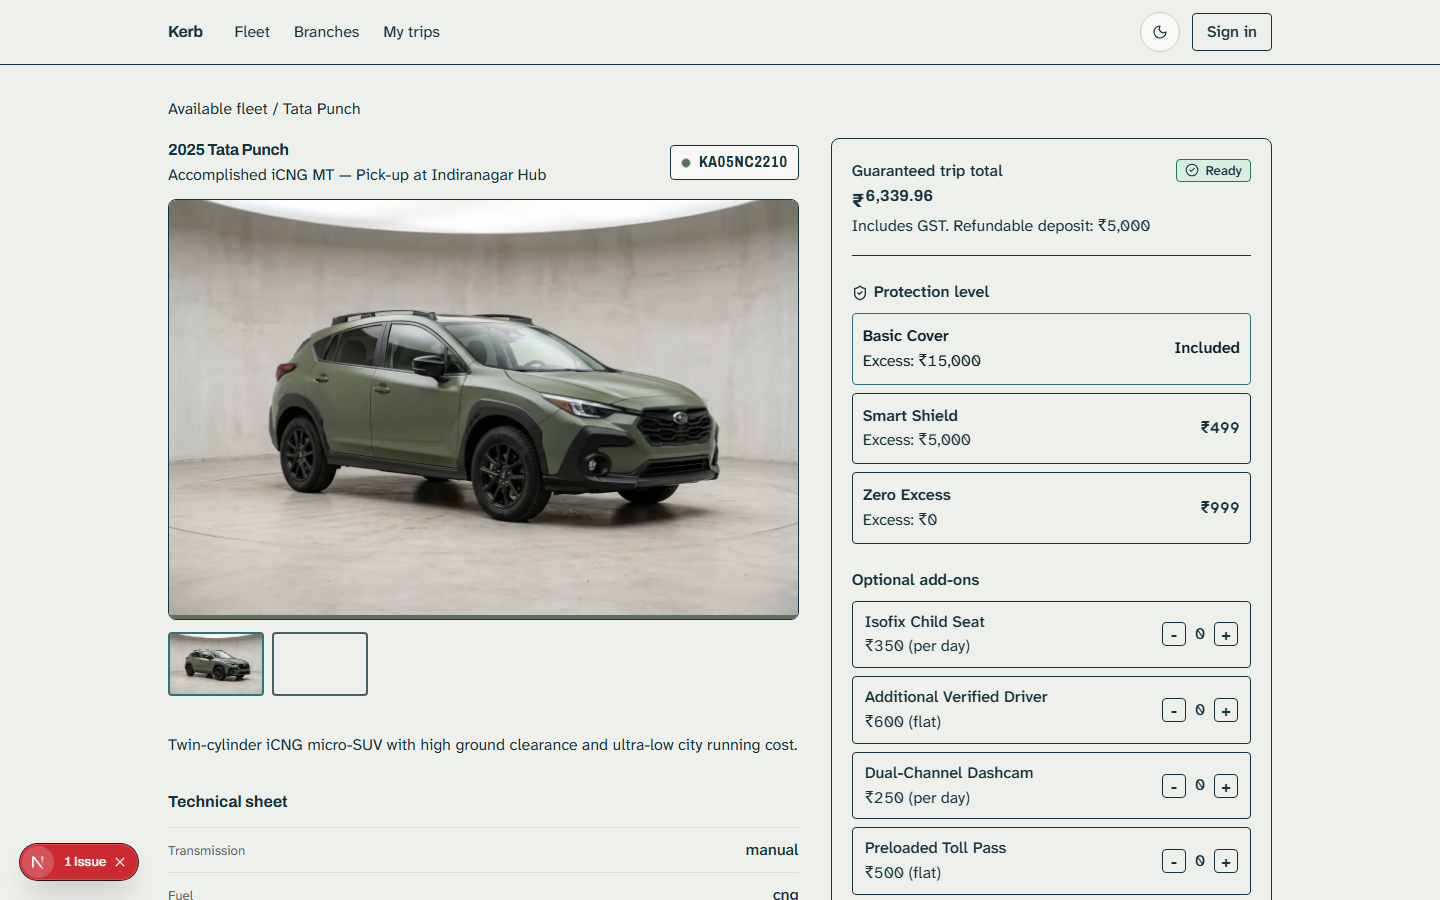 Kerb Fleet Branches My trips Sign in
Available fleet / Tata Punch
2025 Tata Punch
Accomplished iCNG MT — Pick-up at Indiranagar Hub
KA05NC2210
Twin-cylinder iCNG micro-SUV with high ground clearance and ultra-low city running cost.
Technical sheet
Transmission manual
Fuel cng
Guaranteed trip total Ready
₹6,339.96
Includes GST. Refundable deposit: ₹5,000
Protection level
Basic Cover
Excess: ₹15,000
Included
Smart Shield
Excess: ₹5,000
₹499
Zero Excess
Excess: ₹0
₹999
Optional add-ons
Isofix Child Seat
₹350 (per day)
- 0 +
Additional Verified Driver
₹600 (flat)
- 0 +
Dual-Channel Dashcam
₹250 (per day)
- 0 +
Preloaded Toll Pass
₹500 (flat)
- 0 +
N 1 Issue